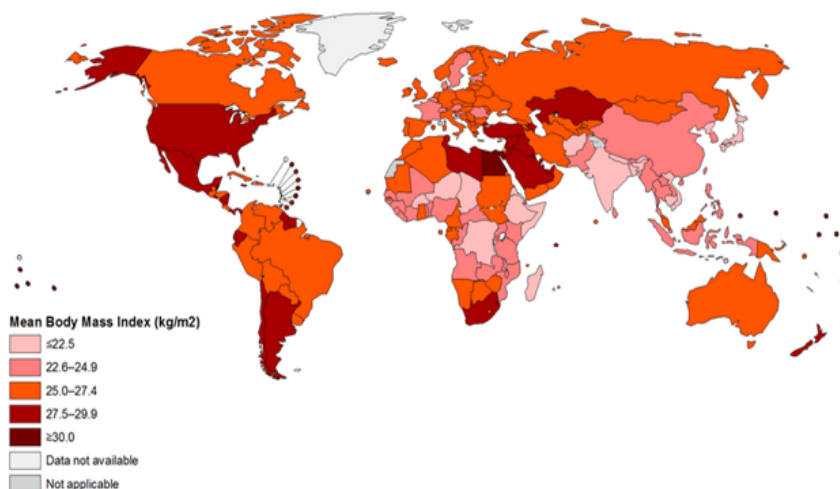 Mean Body Mass Index (kg/m2)
≤22.5
22.6–24.9
25.0–27.4
27.5–29.9
≥30.0
Data not available
Not applicable